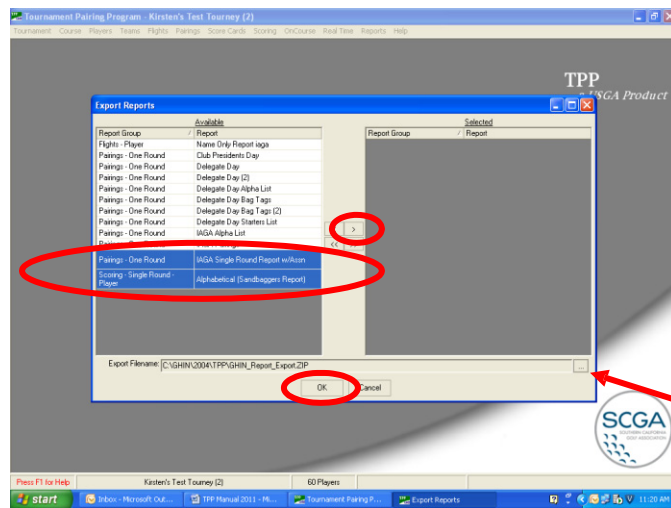 Tournament Pairing Program - Kirsten's Test Tourney (2)
Tournament Course Players Teams Flights Pairings Score Cards Scoring OnCourse Real Time Reports Help
TPP
a USGA Product
Export Reports
Available
Selected
Report Group / Report
Report Group / Report
Flights - Player Name Only Report iaga
Pairings - One Round Club Presidents Day
Pairings - One Round Delegate Day
Pairings - One Round Delegate Day (2)
Pairings - One Round Delegate Day Alpha List
Pairings - One Round Delegate Day Bag Tags
Pairings - One Round Delegate Day Bag Tags (2)
Pairings - One Round Delegate Day Starters List
Pairings - One Round IAGA Alpha List
>
<<
Pairings - One Round IAGA Single Round Report w/Assn
Scoring - Single Round - Player Alphabetical (Sandbaggers Report)
Export Filename: C:\GHIN\2004\TPP\GHIN_Report_Export.ZIP ...
OK Cancel
SCGA
SOUTHERN CALIFORNIA
GOLF ASSOCIATION
Press F1 for Help Kirsten's Test Tourney (2) 60 Players
start Inbox - Microsoft Out... TPP Manual 2011 - Mi... Tournament Pairing P... Export Reports 11:20 AM